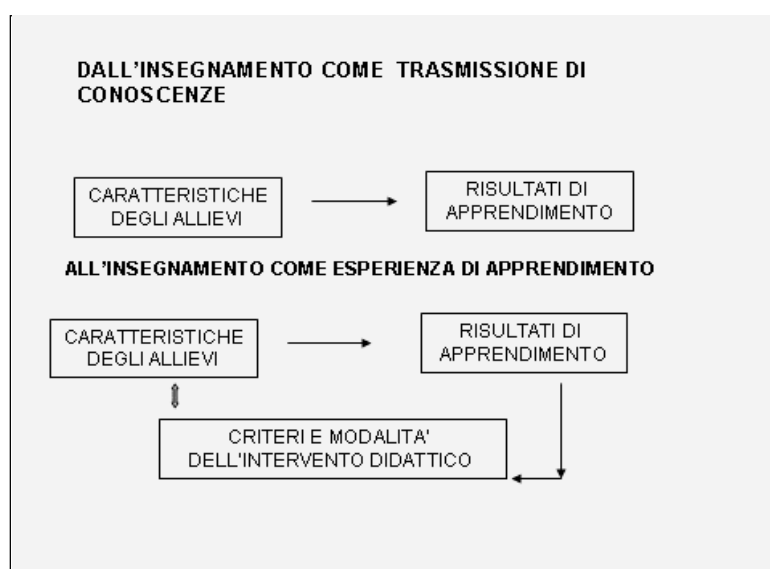 DALL'INSEGNAMENTO COME TRASMISSIONE DI
CONOSCENZE
CARATTERISTICHE
DEGLI ALLIEVI
RISULTATI DI
APPRENDIMENTO
ALL'INSEGNAMENTO COME ESPERIENZA DI APPRENDIMENTO
CARATTERISTICHE
DEGLI ALLIEVI
RISULTATI DI
APPRENDIMENTO
CRITERI E MODALITA'
DELL'INTERVENTO DIDATTICO